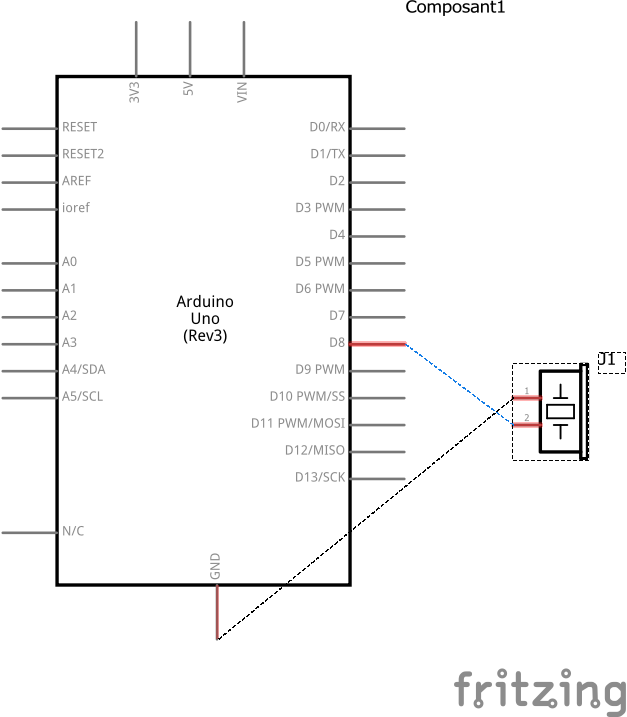 Composant1
3V3
5V
VIN
RESET
RESET2
AREF
ioref
A0
A1
A2
A3
A4/SDA
A5/SCL
N/C
Arduino
Uno
(Rev3)
D0/RX
D1/TX
D2
D3 PWM
D4
D5 PWM
D6 PWM
D7
D8
D9 PWM
D10 PWM/SS
D11 PWM/MOSI
D12/MISO
D13/SCK
GND
J1
1
2
fritzing